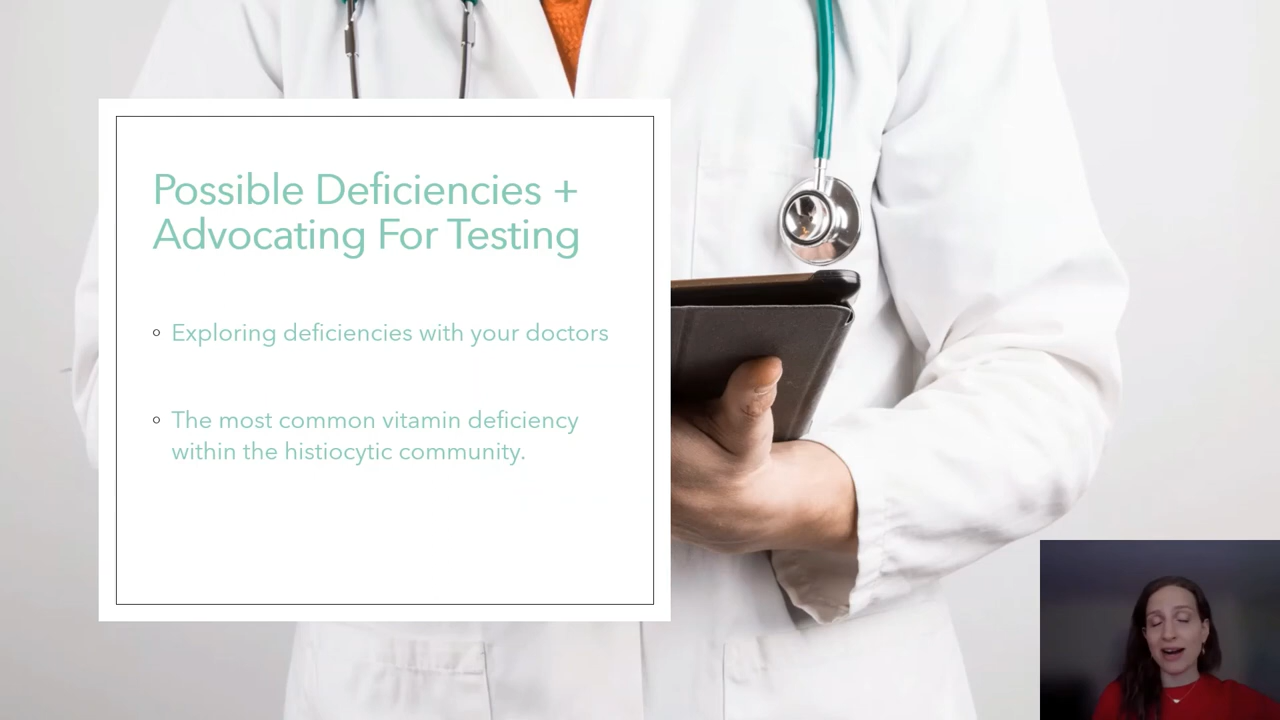 Possible Deficiencies +
Advocating For Testing
Exploring deficiencies with your doctors
The most common vitamin deficiency
within the histiocytic community.